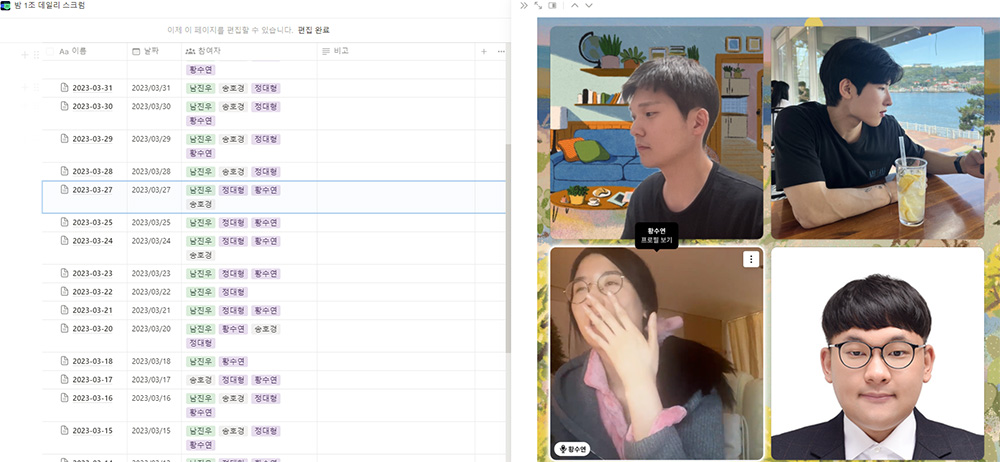 밤 1조 데일리 스크럼
이제 이 페이지를 편집할 수 있습니다. 편집 완료
Aa 이름 날짜 참여자 비고
황수연
2023-03-31 2023/03/31 남진우 송호경 정대형
2023-03-30 2023/03/30 남진우 송호경 정대형
황수연
2023-03-29 2023/03/29 남진우 송호경 정대형
황수연
2023-03-28 2023/03/28 남진우 송호경 정대형
2023-03-27 2023/03/27 남진우 정대형 황수연
송호경
2023-03-25 2023/03/25 남진우 정대형 황수연
2023-03-24 2023/03/24 남진우 정대형 황수연
송호경
2023-03-23 2023/03/23 남진우 정대형 황수연
2023-03-22 2023/03/22 남진우 정대형
2023-03-21 2023/03/21 남진우 정대형 황수연
2023-03-20 2023/03/20 남진우 황수연 송호경
정대형
2023-03-18 2023/03/18 남진우 황수연
2023-03-17 2023/03/17 송호경 정대형 황수연
2023-03-16 2023/03/16 남진우 송호경 정대형
황수연
2023-03-15 2023/03/15 남진우 송호경 정대형
황수연
황수연
프로필 보기
황수연